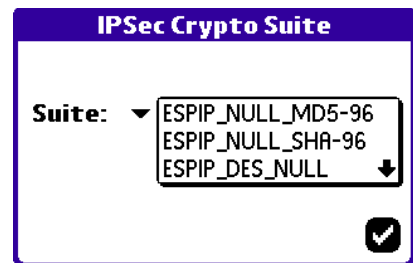 IPSec Crypto Suite
Suite: ESPIP_NULL_MD5-96
ESPIP_NULL_SHA-96
ESPIP_DES_NULL